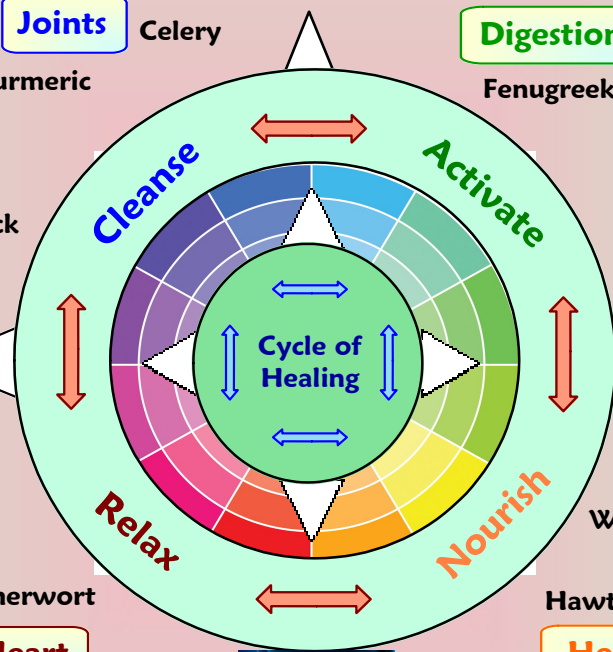 Joints
Celery
Digestion
Fenugreek
Cleanse
Activate
Cycle of
Healing
Relax
Nourish